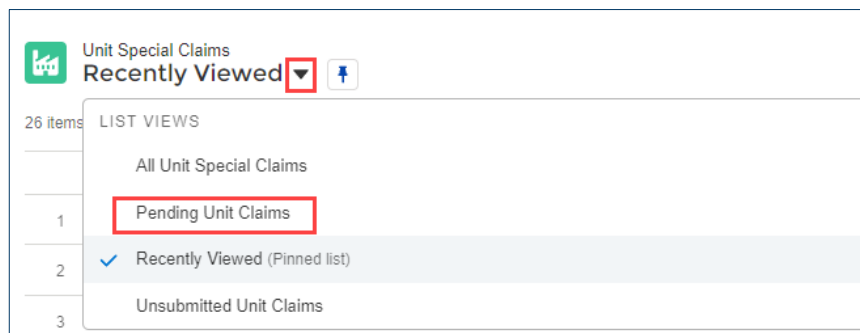 Unit Special Claims
Recently Viewed
26 items
LIST VIEWS
All Unit Special Claims
1
Pending Unit Claims
2
Recently Viewed (Pinned list)
3
Unsubmitted Unit Claims